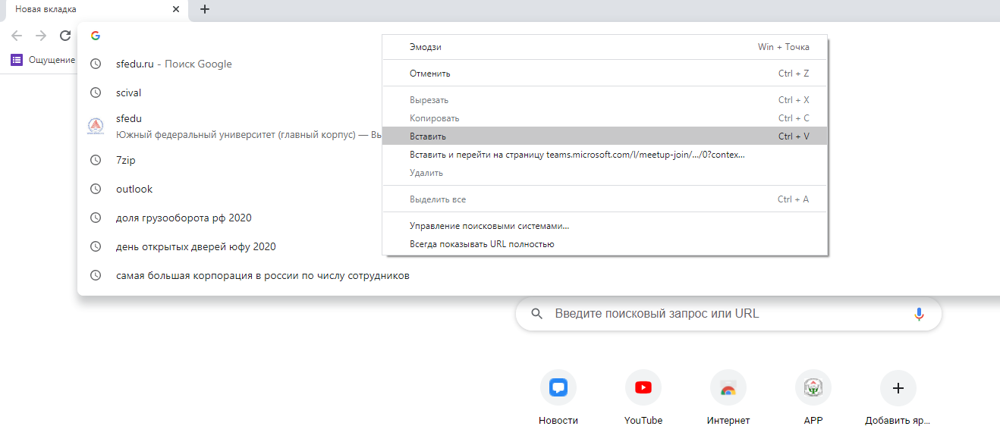 Новая вкладка
Ощущение
sfedu.ru - Поиск Google
scival
sfedu
Южный федеральный университет (главный корпус) — Вы
7zip
outlook
доля грузооборота рф 2020
день открытых дверей юфу 2020
самая большая корпорация в россии по числу сотрудников
Эмодзи Win + Точка
Отменить Ctrl + Z
Вырезать Ctrl + X
Копировать Ctrl + C
Вставить Ctrl + V
Вставить и перейти на страницу teams.microsoft.com/l/meetup-join/.../0?contex...
Удалить
Выделить все Ctrl + A
Управление поисковыми системами...
Всегда показывать URL полностью
Введите поисковый запрос или URL
Новости YouTube Интернет APP Добавить яр...